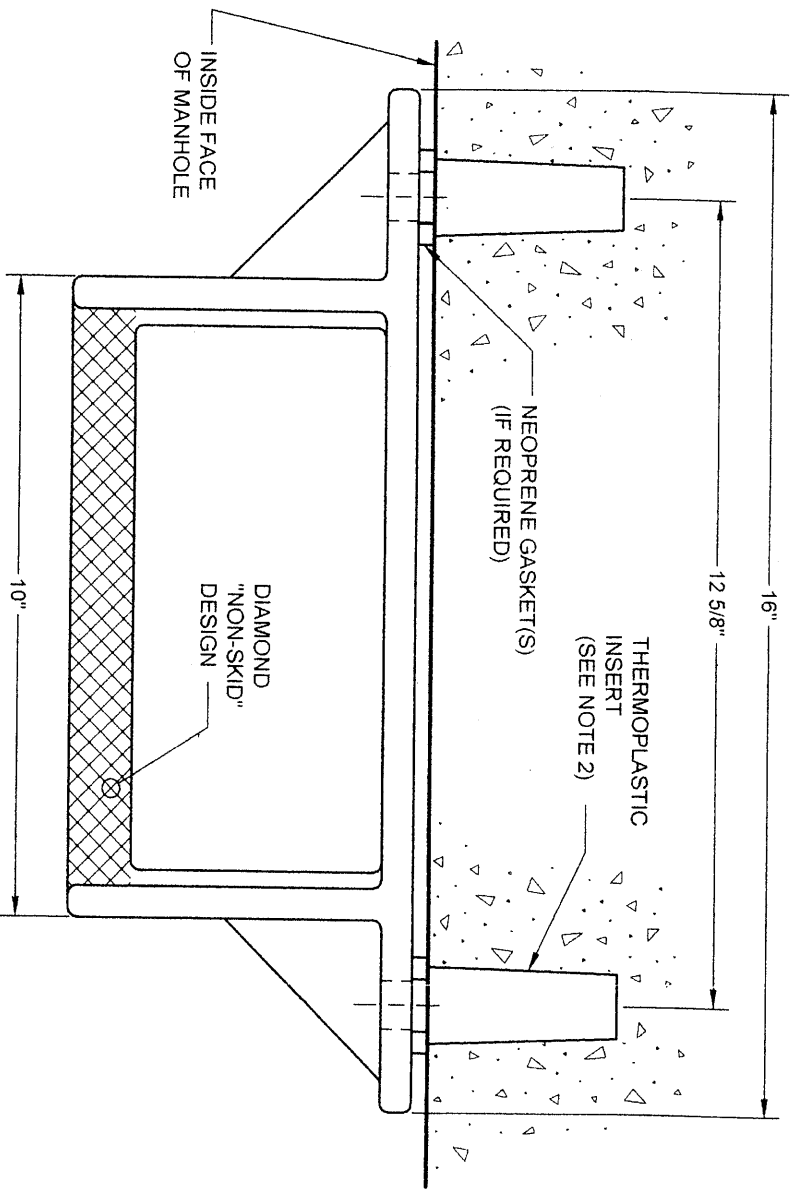 16"
12 5/8"
THERMOPLASTIC
INSERT
(SEE NOTE 2)
NEOPRENE GASKET(S)
(IF REQUIRED)
INSIDE FACE
OF MANHOLE
DIAMOND
"NON-SKID"
DESIGN
10"